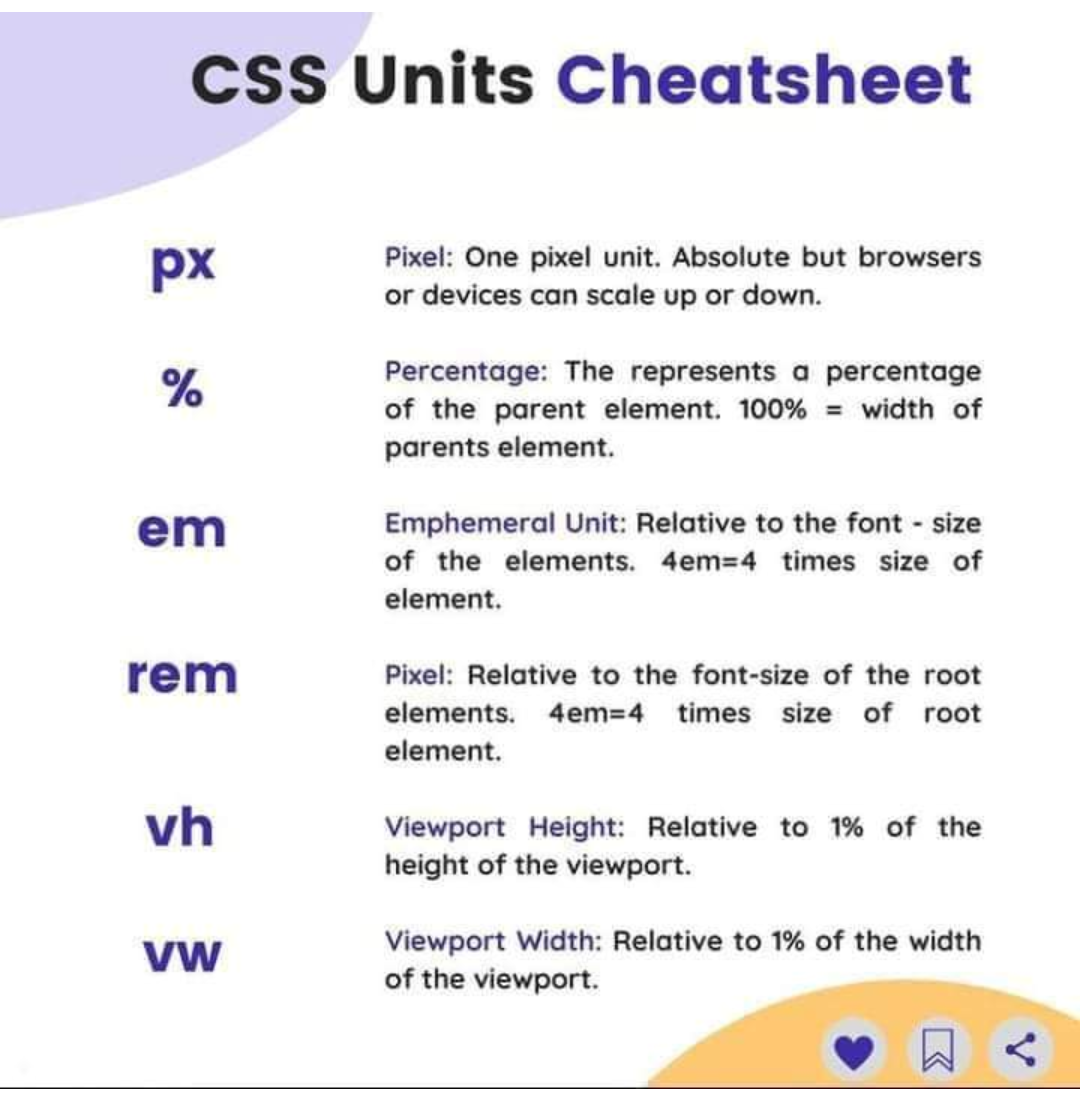 CSS Units Cheatsheet
px
Pixel: One pixel unit. Absolute but browsers
or devices can scale up or down.
%
Percentage: The represents a percentage
of the parent element. 100% = width of
parents element.
em
Emphemeral Unit: Relative to the font - size
of the elements. 4em=4 times size of
element.
rem
Pixel: Relative to the font-size of the root
elements. 4em=4 times size of root
element.
vh
Viewport Height: Relative to 1% of the
height of the viewport.
vw
Viewport Width: Relative to 1% of the width
of the viewport.